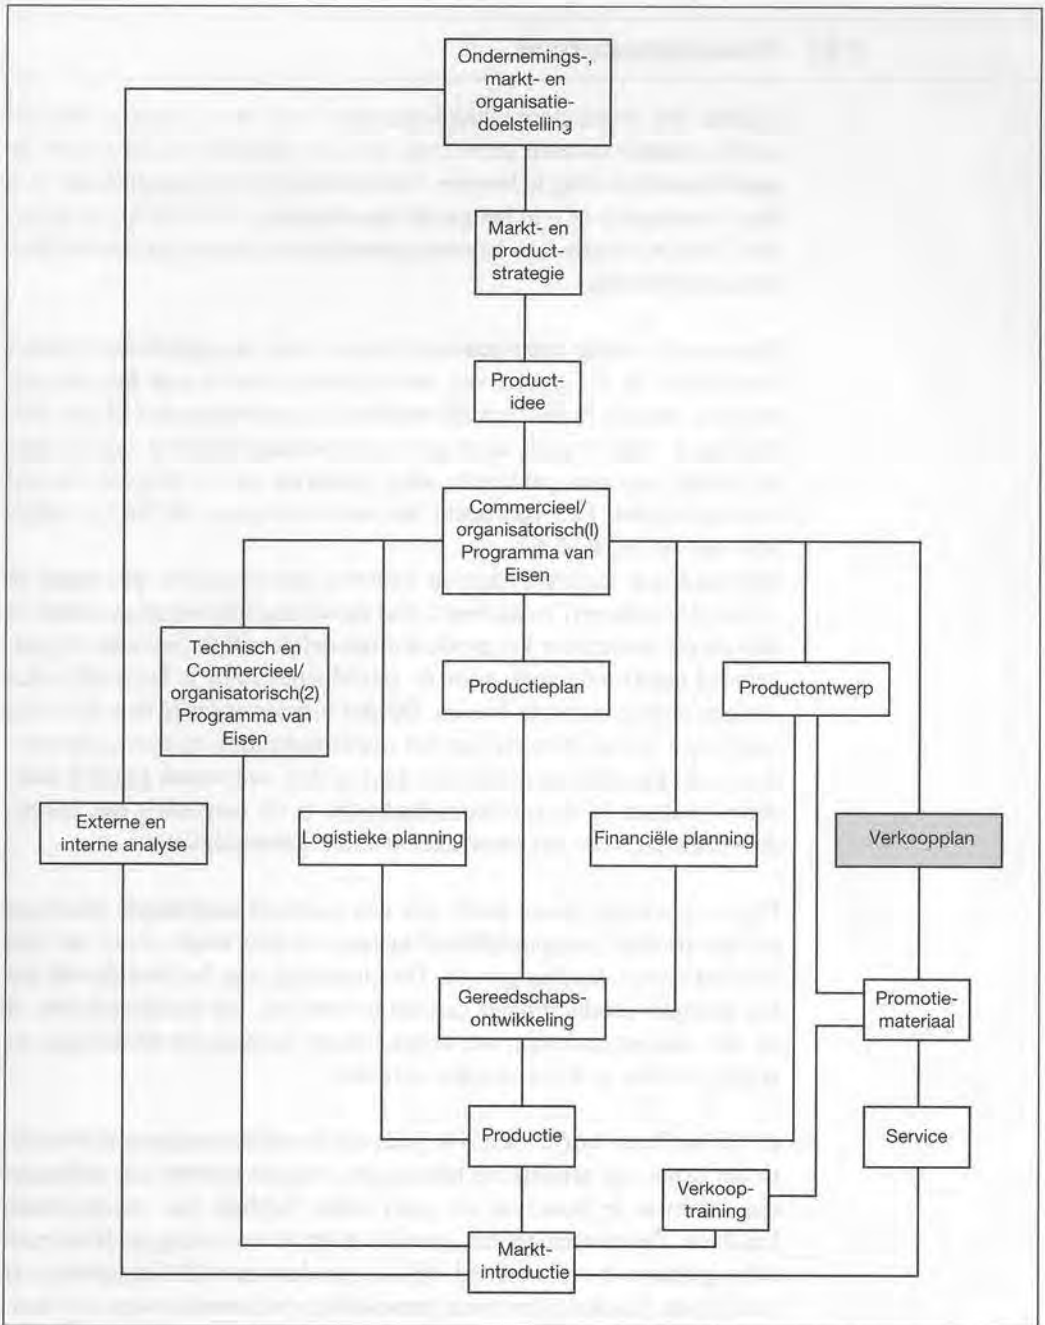 Ondernemings-,
markt- en
organisatie-
doelstelling
Markt- en
product-
strategie
Product-
idee
Commercieel/
organisatorisch(I)
Programma van
Eisen
Technisch en
Commercieel/
organisatorisch(2)
Programma van
Eisen
Productieplan
Productontwerp
Externe en
interne analyse
Logistieke planning
Financiële planning
Verkoopplan
Gereedschaps-
ontwikkeling
Promotie-
materiaal
Productie
Service
Verkoop-
training
Markt-
introductie